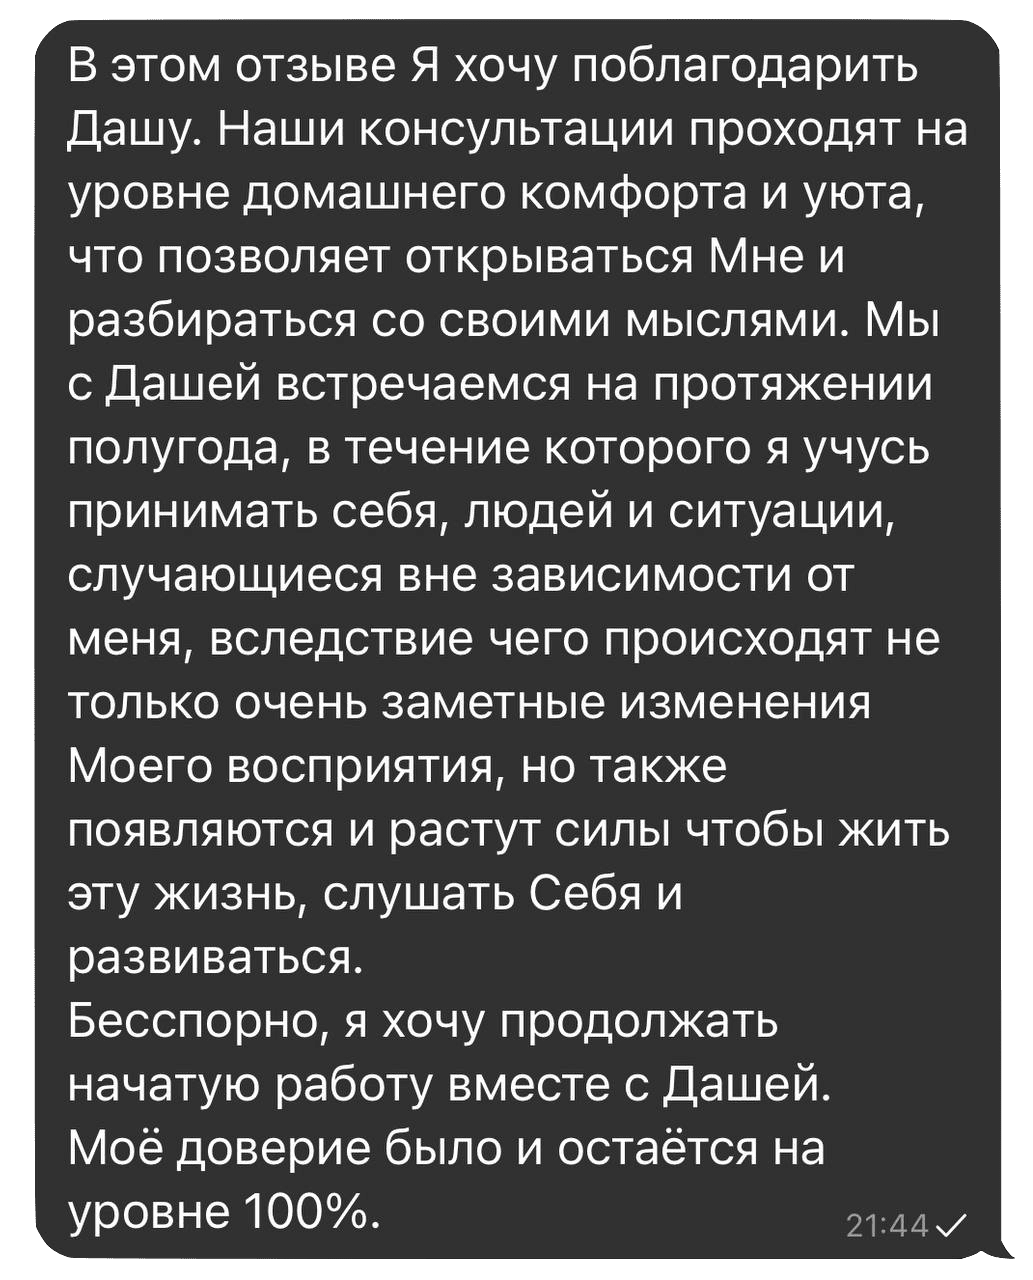 В этом отзыве Я хочу поблагодарить
Дашу. Наши консультации проходят на
уровне домашнего комфорта и уюта,
что позволяет открываться Мне и
разбираться со своими мыслями. Мы
с Дашей встречаемся на протяжении
полугода, в течение которого я учусь
принимать себя, людей и ситуации,
случающиеся вне зависимости от
меня, вследствие чего происходят не
только очень заметные изменения
Моего восприятия, но также
появляются и растут силы чтобы жить
эту жизнь, слушать Себя и
развиваться.
Бесспорно, я хочу продолжать
начатую работу вместе с Дашей.
Моё доверие было и остаётся на
уровне 100%.
21:44